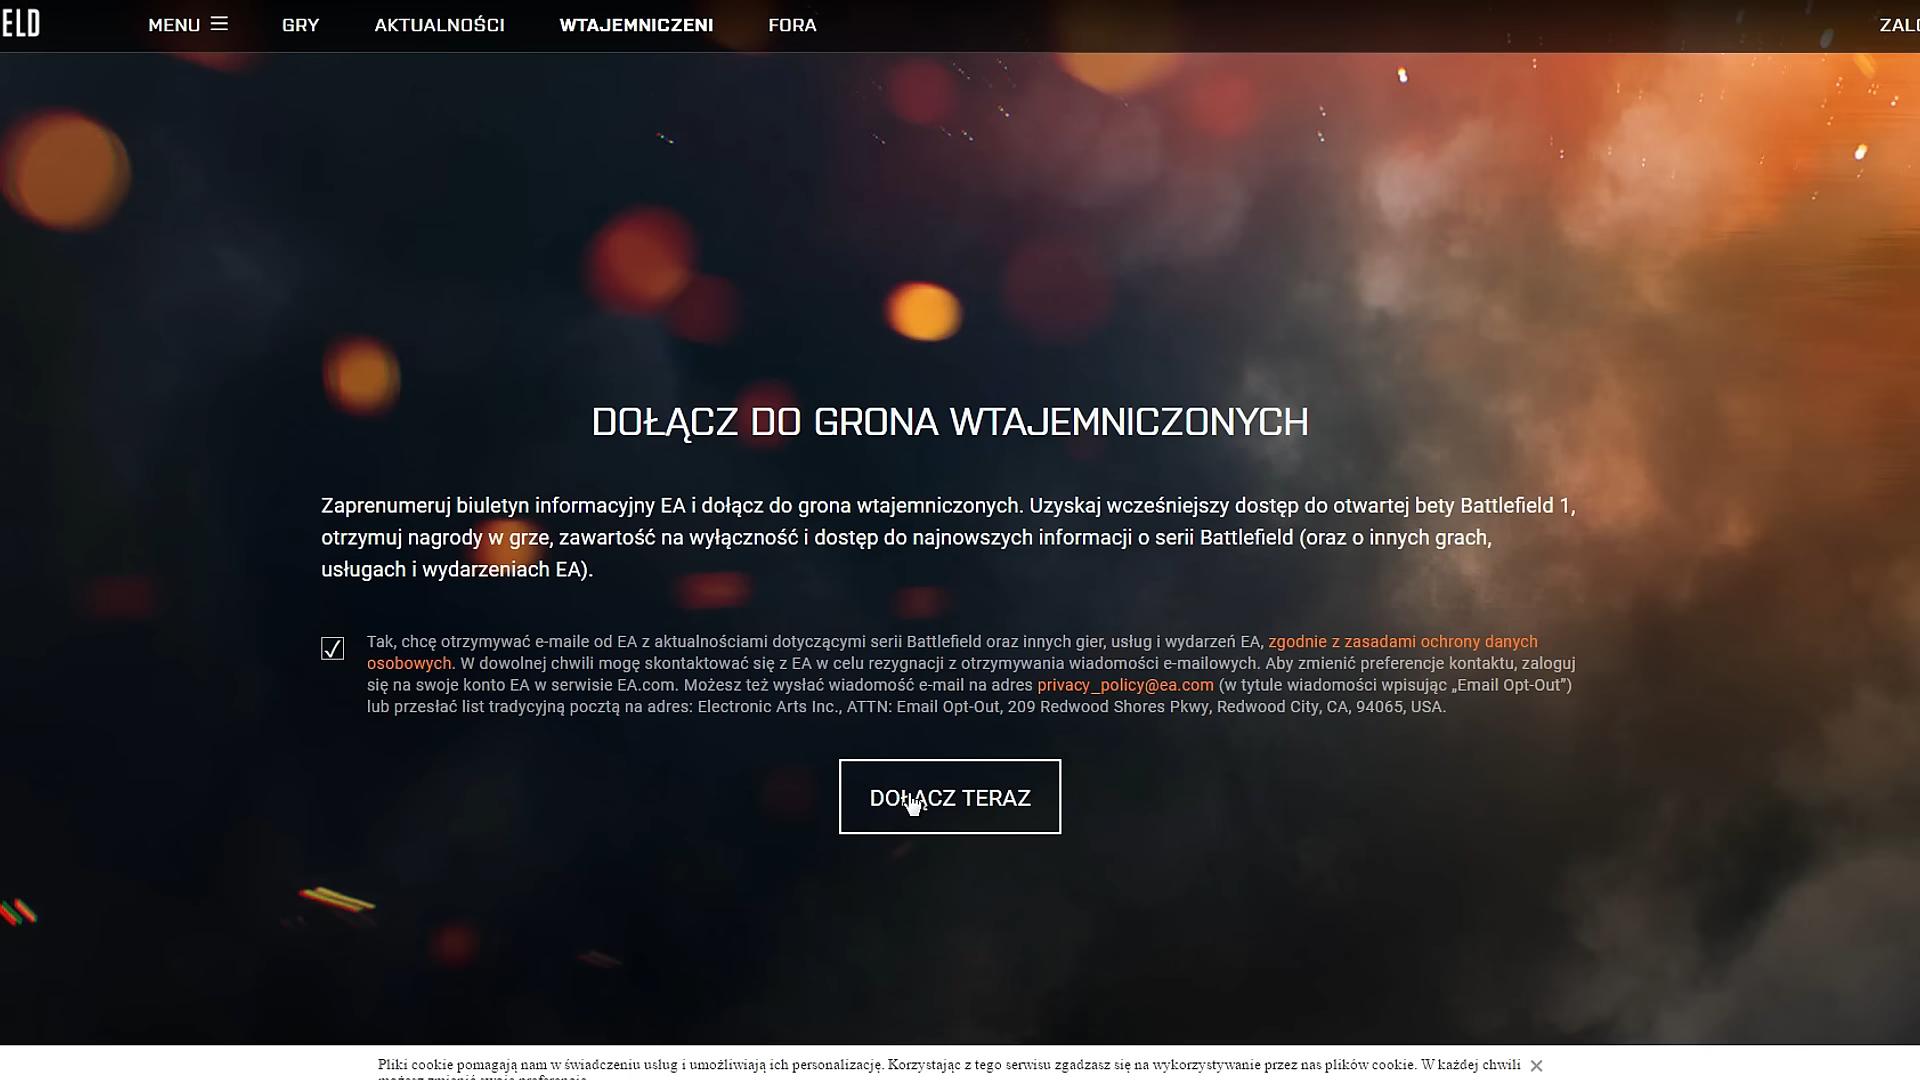 ELD MENU GRY AKTUALNOŚCI WTAJEMNICZENI FORA
DOŁĄCZ DO GRONA WTAJEMNICZONYCH
Zaprenumeruj biuletyn informacyjny EA i dołącz do grona wtajemniczonych. Uzyskaj wcześniejszy dostęp do otwartej bety Battlefield 1,
otrzymuj nagrody w grze, zawartość na wyłączność i dostęp do najnowszych informacji o serii Battlefield (oraz o innych grach,
usługach i wydarzeniach EA).
Tak, chcę otrzymywać e-maile od EA z aktualnościami dotyczącymi serii Battlefield oraz innych gier, usług i wydarzeń EA, zgodnie z zasadami ochrony danych
osobowych. W dowolnej chwili mogę skontaktować się z EA w celu rezygnacji z otrzymywania wiadomości e-mailowych. Aby zmienić preferencje kontaktu, zaloguj
się na swoje konto EA w serwisie EA.com. Możesz też wysłać wiadomość e-mail na adres privacy_policy@ea.com (w tytule wiadomości wpisując „Email Opt-Out”)
lub przesłać list tradycyjną pocztą na adres: Electronic Arts Inc., ATTN: Email Opt-Out, 209 Redwood Shores Pkwy, Redwood City, CA, 94065, USA.
DOŁĄCZ TERAZ
Pliki cookie pomagają nam w świadczeniu usług i umożliwiają ich personalizację. Korzystając z tego serwisu zgadzasz się na wykorzystywanie przez nas plików cookie. W każdej chwili